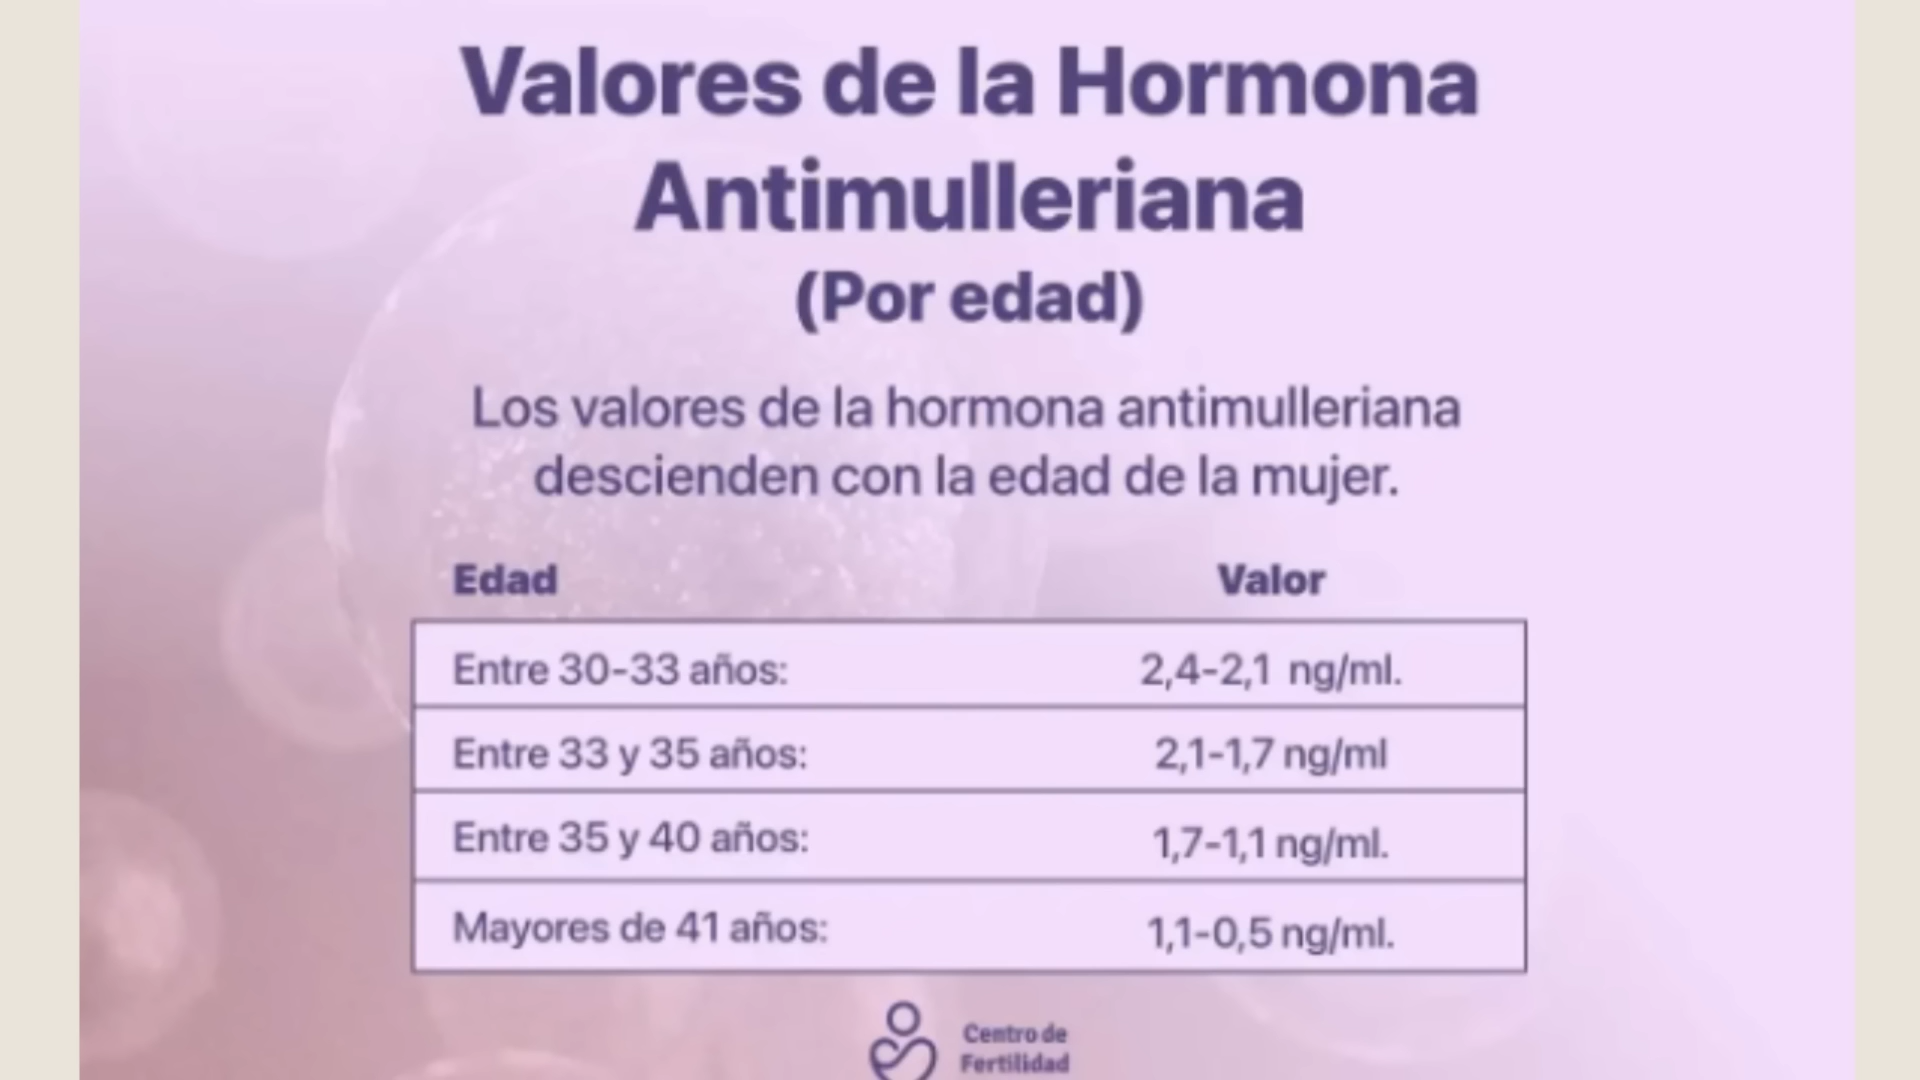 Valores de la Hormona
Antimulleriana
(Por edad)
Los valores de la hormona antimulleriana
descienden con la edad de la mujer.
Edad Valor
Entre 30-33 años: 2,4-2,1 ng/ml.
Entre 33 y 35 años: 2,1-1,7 ng/ml
Entre 35 y 40 años: 1,7-1,1 ng/ml.
Mayores de 41 años: 1,1-0,5 ng/ml.
Centro de
Fertilidad